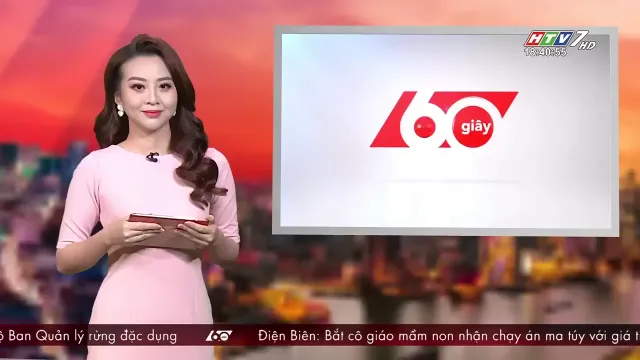 HTV7 HD
18:40:55
60 giây
ộ Ban Quản lý rừng đặc dụng 60 Điện Biên: Bắt cô giáo mầm non nhận chạy án ma túy với giá t